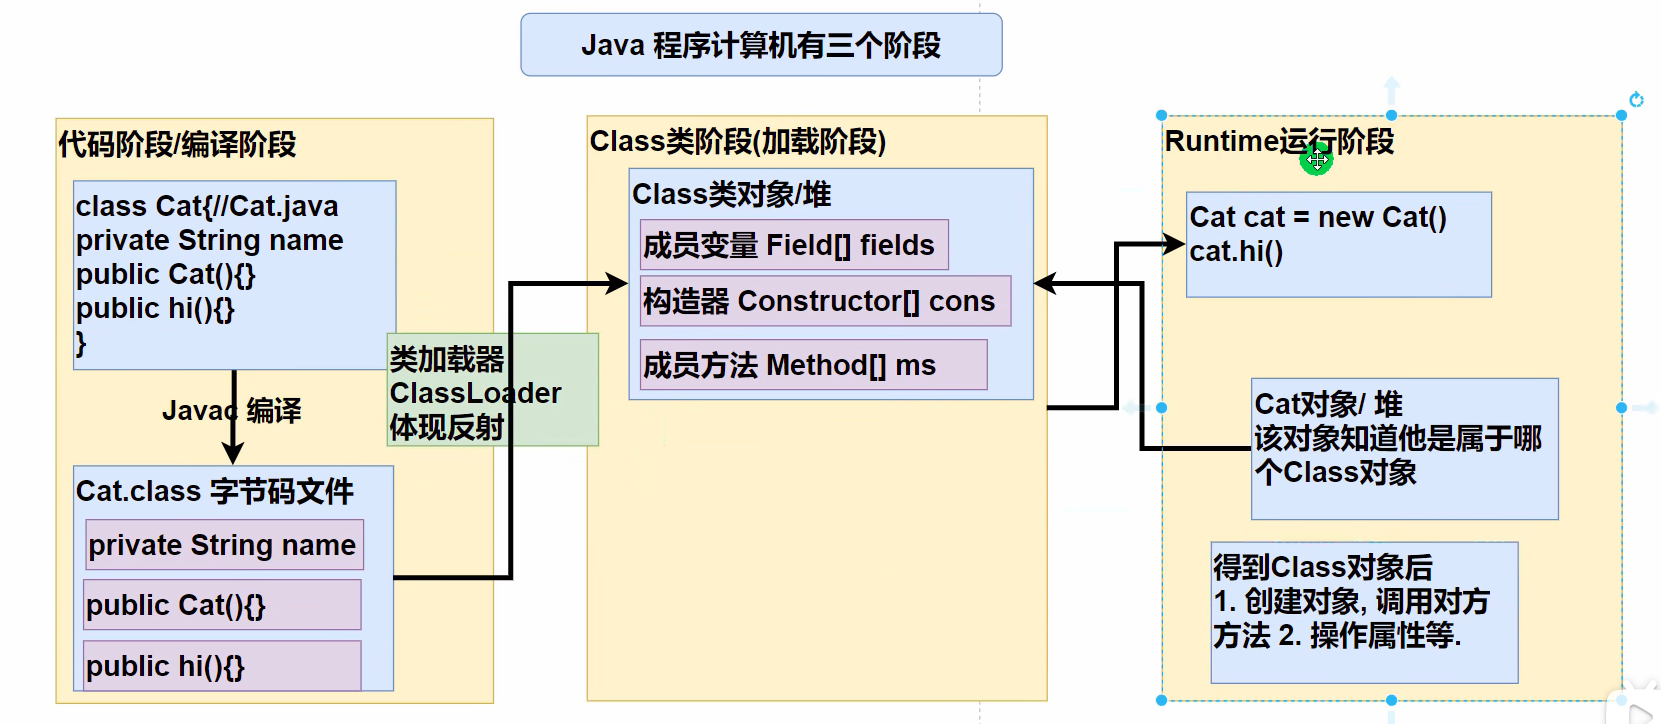 Java 程序计算机有三个阶段
代码阶段/编译阶段
class Cat{//Cat.java
private String name
public Cat(){}
public hi(){}
}
Javac 编译
Cat.class 字节码文件
private String name
public Cat(){}
public hi(){}
类加载器
ClassLoader
体现反射
Class类阶段(加载阶段)
Class类对象/堆
成员变量 Field[] fields
构造器 Constructor[] cons
成员方法 Method[] ms
Runtime运行阶段
Cat cat = new Cat()
cat.hi()
Cat对象/ 堆
该对象知道他是属于哪
个Class对象
得到Class对象后
1. 创建对象, 调用对方
方法 2. 操作属性等.